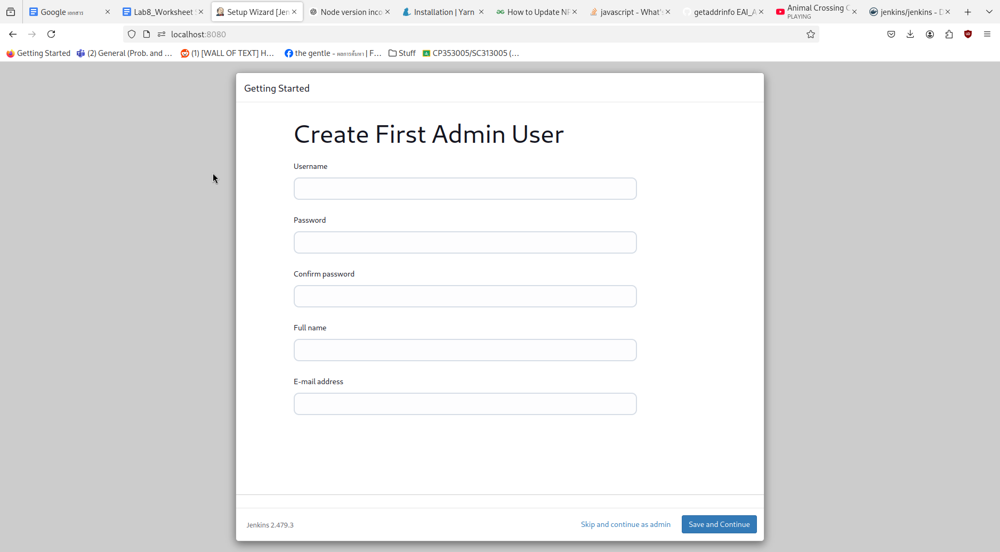 Google เอกสาร
Lab8_Worksheet
Setup Wizard [Jen
Node version inco
Installation | Yarn
How to Update NP
javascript - What's
getaddrinfo EAI_A
Animal Crossing C
PLAYING
jenkins/jenkins - D
localhost:8080
Getting Started
(2) General (Prob. and ...
(1) [WALL OF TEXT] H...
the gentle - ผลการค้นหา | F...
Stuff
CP353005/SC313005 (...
Getting Started
Create First Admin User
Username
Password
Confirm password
Full name
E-mail address
Jenkins 2.479.3
Skip and continue as admin
Save and Continue